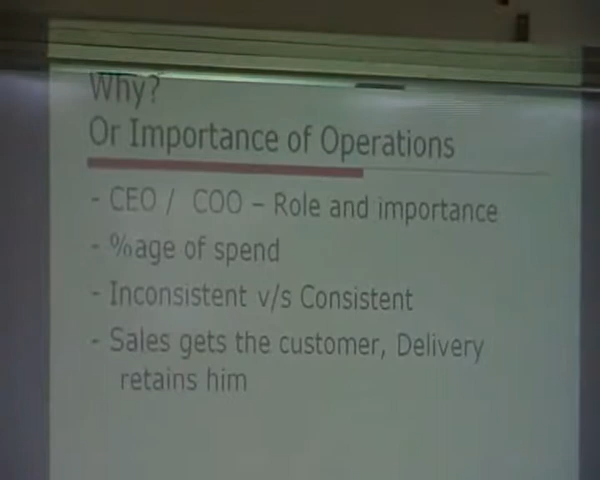 Why?
Or Importance of Operations
- CEO / COO – Role and importance
- %age of spend
- Inconsistent v/s Consistent
- Sales gets the customer, Delivery
retains him